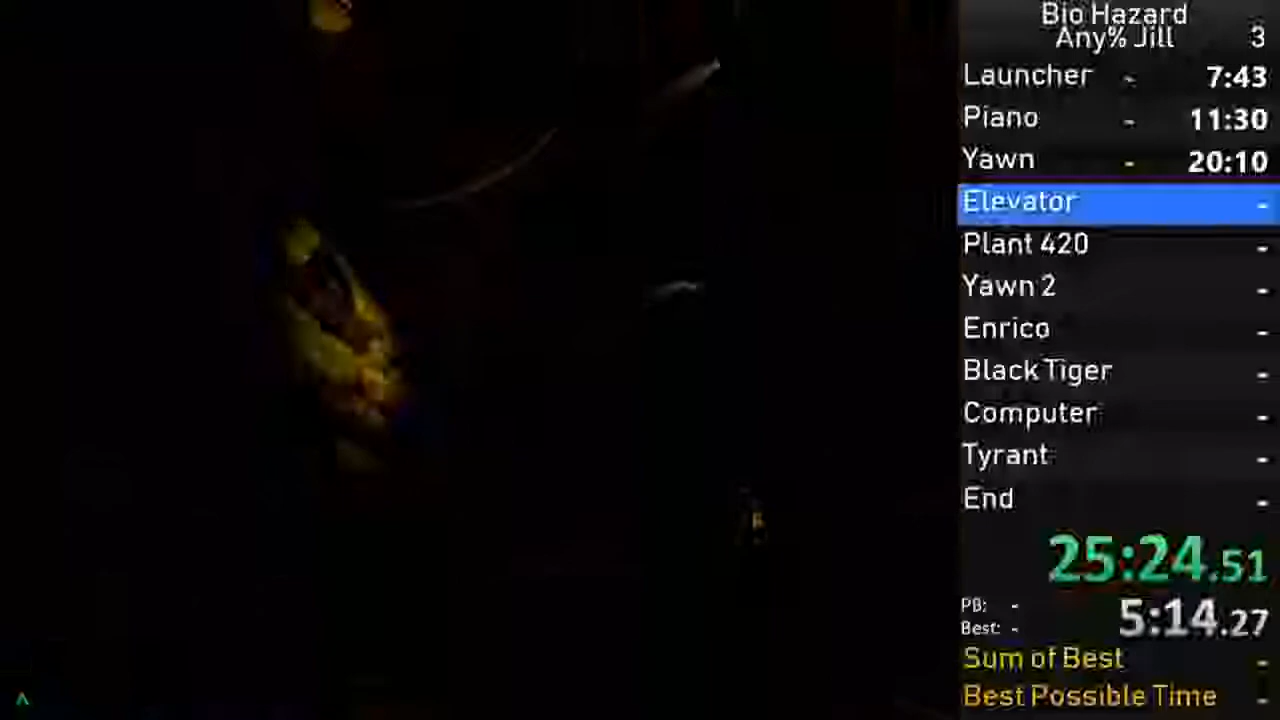 Bio Hazard
Any% Jill 3
Launcher - 7:43
Piano - 11:30
Yawn - 20:10
Elevator -
Plant 420 -
Yawn 2 -
Enrico -
Black Tiger -
Computer -
Tyrant -
End -
25:24.51
PB: -
Best: -
5:14.27
Sum of Best -
Best Possible Time -
^